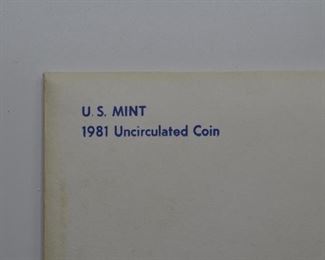 U.S. MINT
1981 Uncirculated Coin